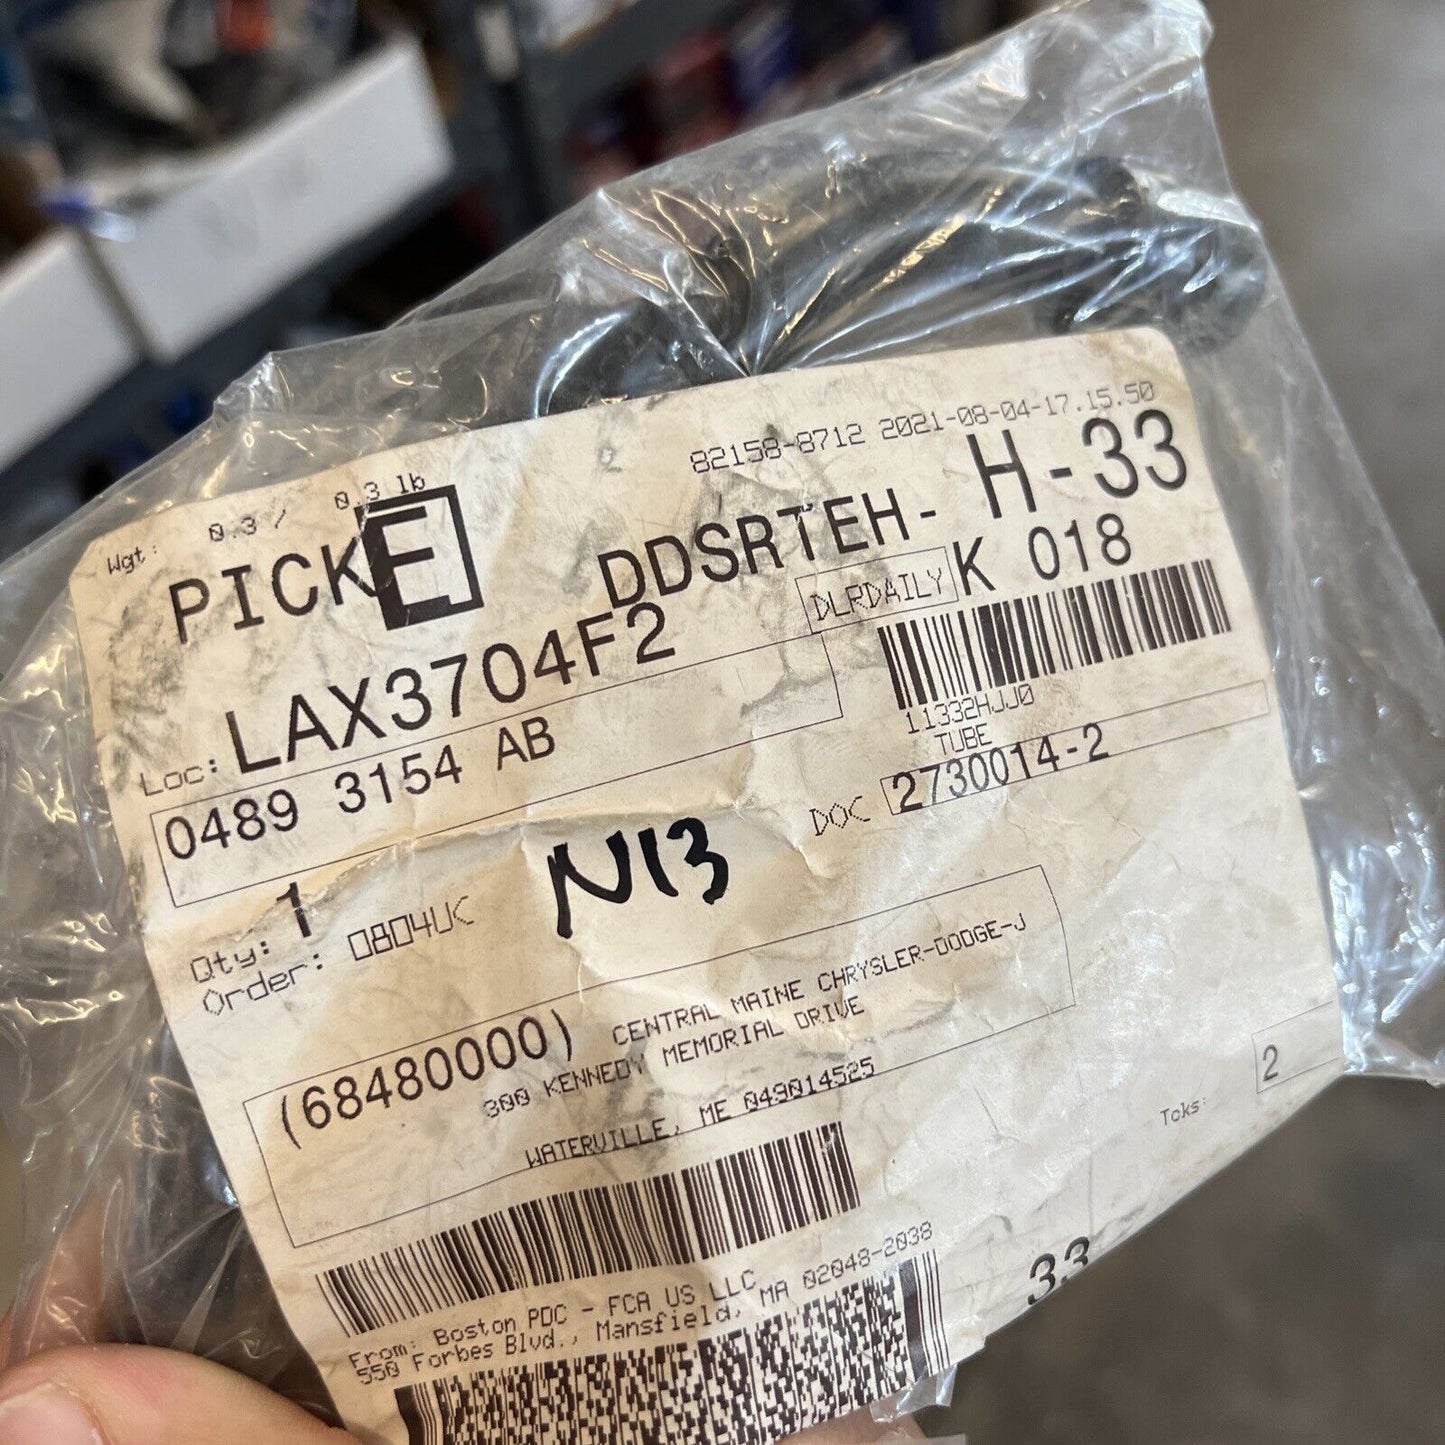 82158-8712 2021-08-04-17.15.50
Wgt: 0.3 / 0.3 lb
PICKE DDSRTEH- H-33
DLRDAILY K 018
Loc: LAX3704F2
11332HJJ0
TUBE
0489 3154 AB
DOC 2730014-2
Qty: 1
N13
Order: 0804UC
(68480000) CENTRAL MAINE CHRYSLER-DODGE-J
300 KENNEDY MEMORIAL DRIVE
WATERVILLE, ME 049014525
Tcks: 2
From: Boston PDC - FCA US LLC
550 Forbes Blvd., Mansfield, MA 02048-2038
33